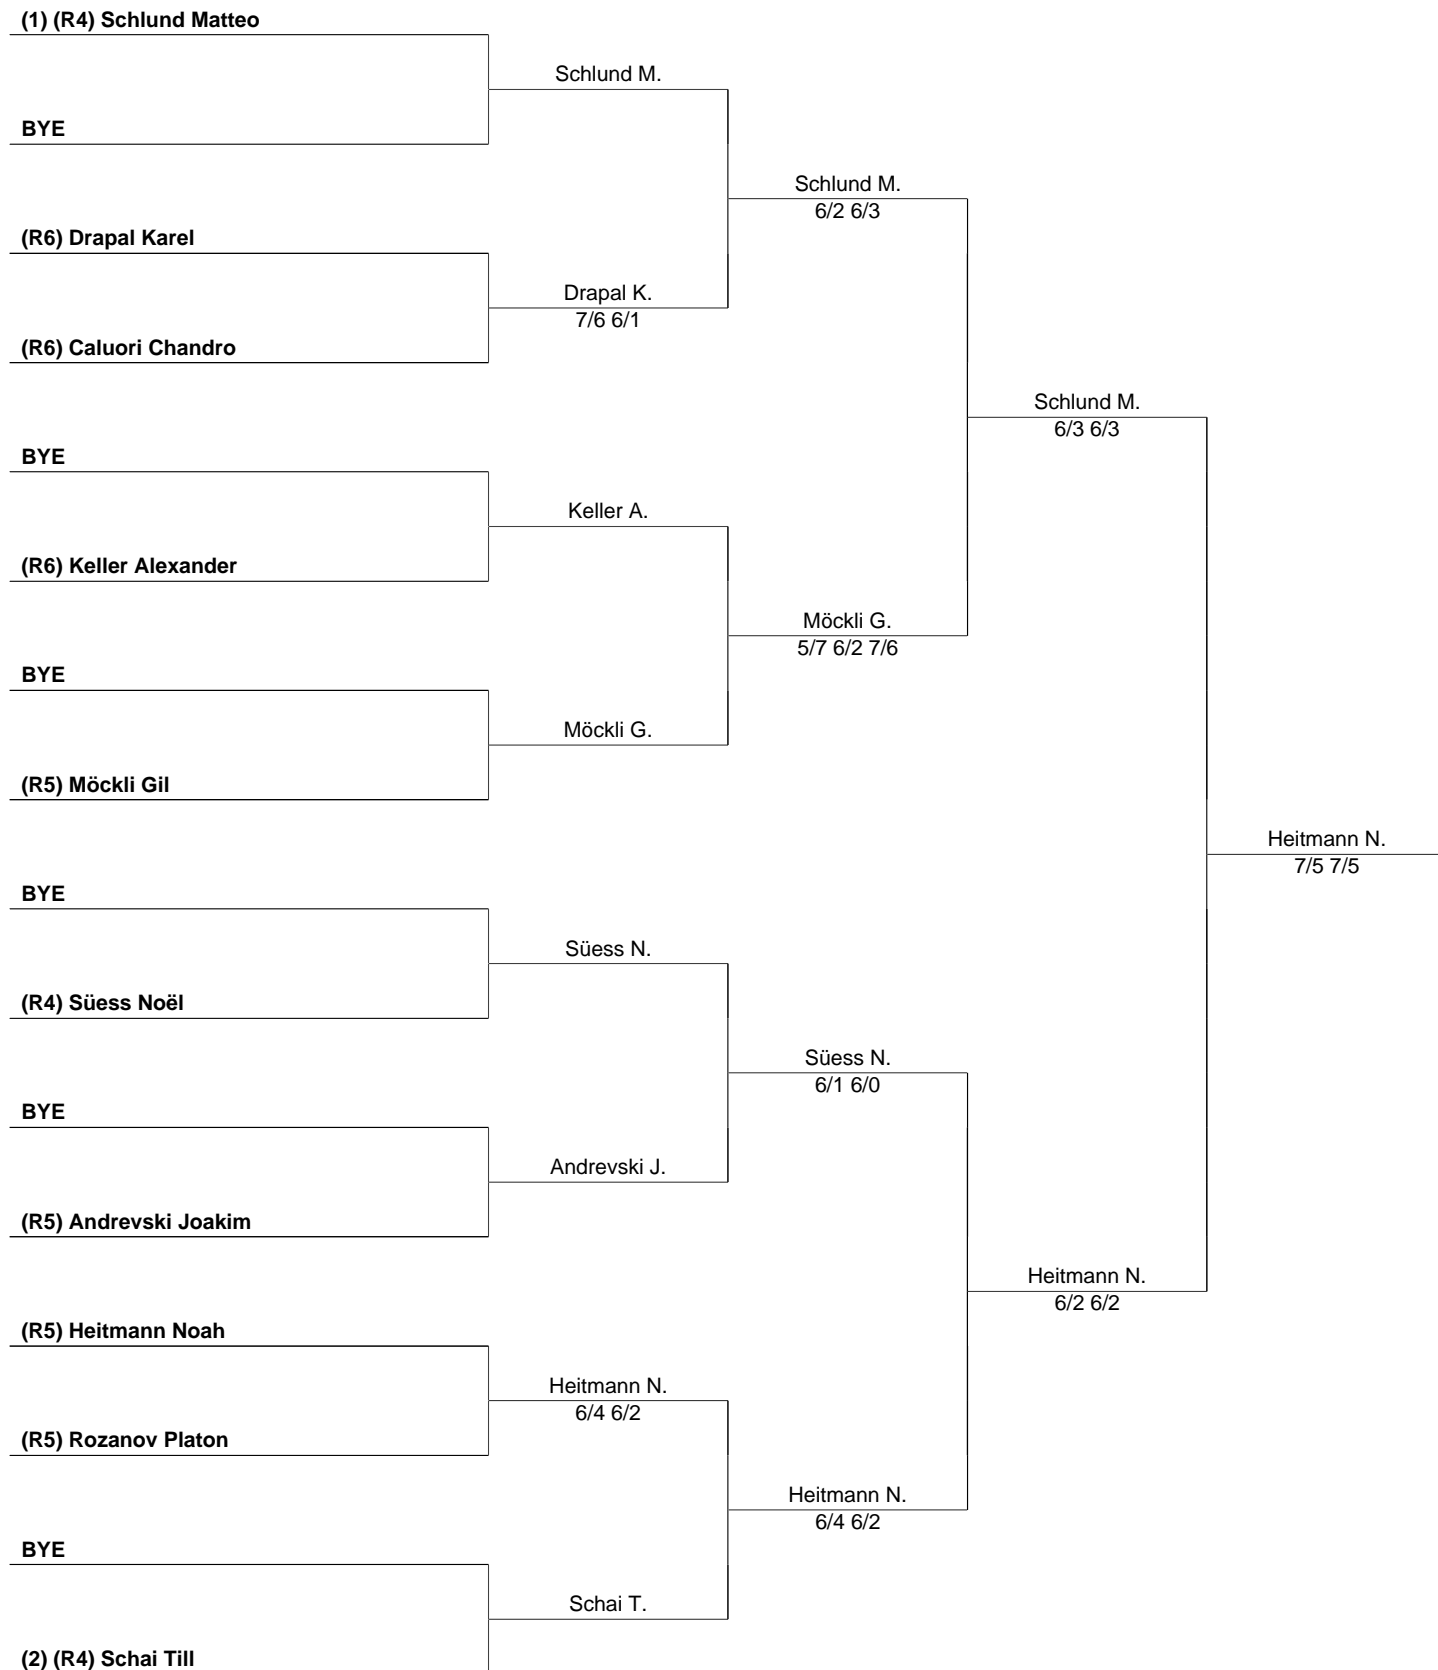 (1) (R4) Schlund Matteo
Schlund M.
BYE
Schlund M.
6/2 6/3
(R6) Drapal Karel
Drapal K.
7/6 6/1
(R6) Caluori Chandro
Schlund M.
6/3 6/3
BYE
Keller A.
(R6) Keller Alexander
Möckli G.
5/7 6/2 7/6
BYE
Möckli G.
(R5) Möckli Gil
Heitmann N.
7/5 7/5
BYE
Süess N.
(R4) Süess Noël
Süess N.
6/1 6/0
BYE
Andrevski J.
(R5) Andrevski Joakim
Heitmann N.
6/2 6/2
(R5) Heitmann Noah
Heitmann N.
6/4 6/2
(R5) Rozanov Platon
Heitmann N.
6/4 6/2
BYE
Schai T.
(2) (R4) Schai Till